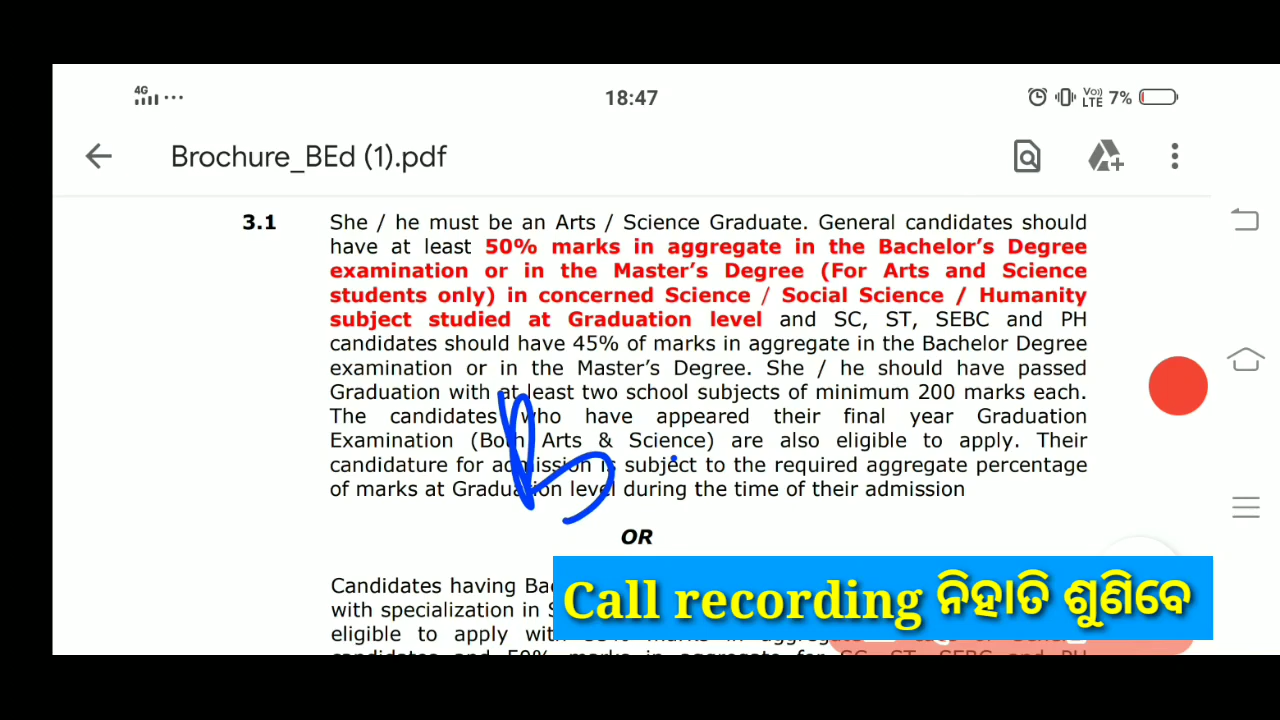 4G
18:47
Vo)) LTE 7%
Brochure_BEd (1).pdf
3.1 She / he must be an Arts / Science Graduate. General candidates should
have at least 50% marks in aggregate in the Bachelor's Degree
examination or in the Master's Degree (For Arts and Science
students only) in concerned Science / Social Science / Humanity
subject studied at Graduation level and SC, ST, SEBC and PH
candidates should have 45% of marks in aggregate in the Bachelor Degree
examination or in the Master's Degree. She / he should have passed
Graduation with at least two school subjects of minimum 200 marks each.
The candidates who have appeared their final year Graduation
Examination (Both Arts & Science) are also eligible to apply. Their
candidature for admission is subject to the required aggregate percentage
of marks at Graduation level during the time of their admission
OR
Candidates having
with specialization in
eligible to apply
Call recording ନିହାତି ଶୁଣିବେ